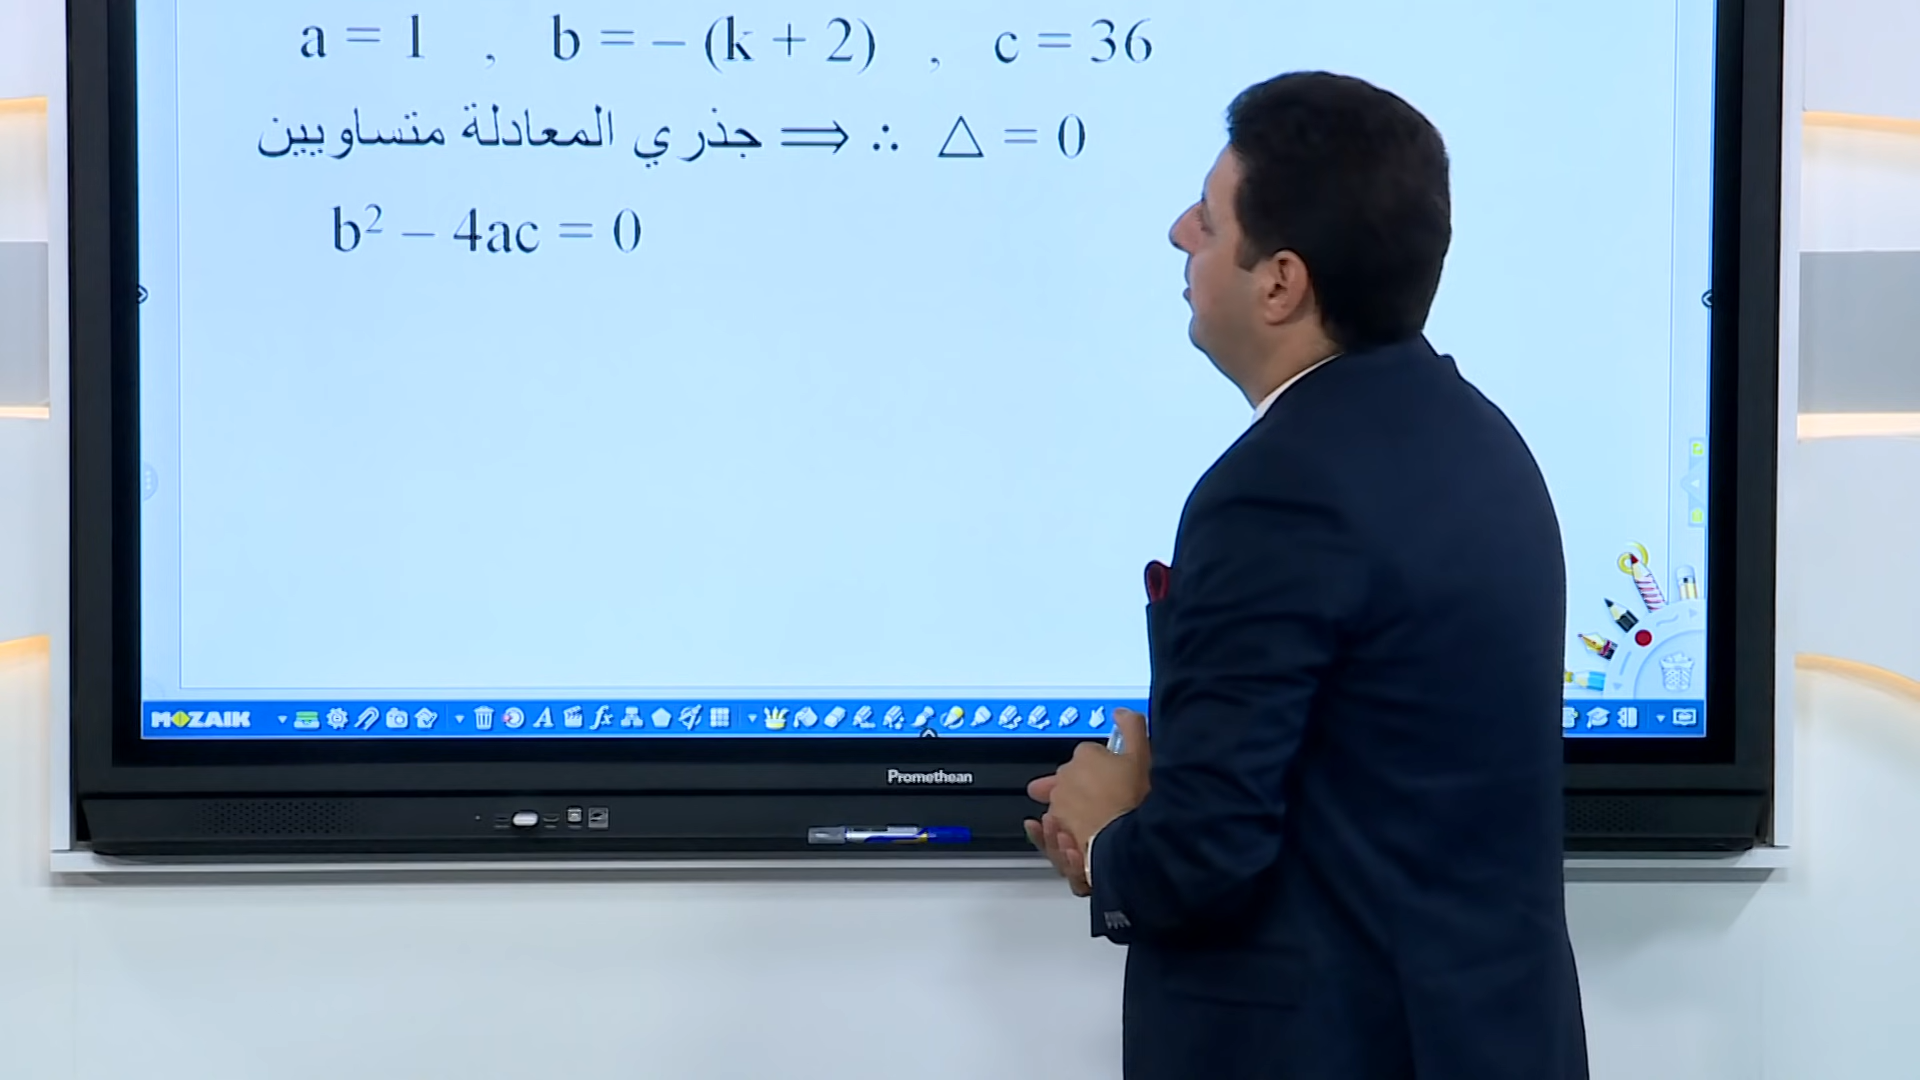 a = 1 , b = – (k + 2) , c = 36
جذري المعادلة متساويين ⟹ ∴ △ = 0
b² – 4ac = 0
MOZAIK
Promethean